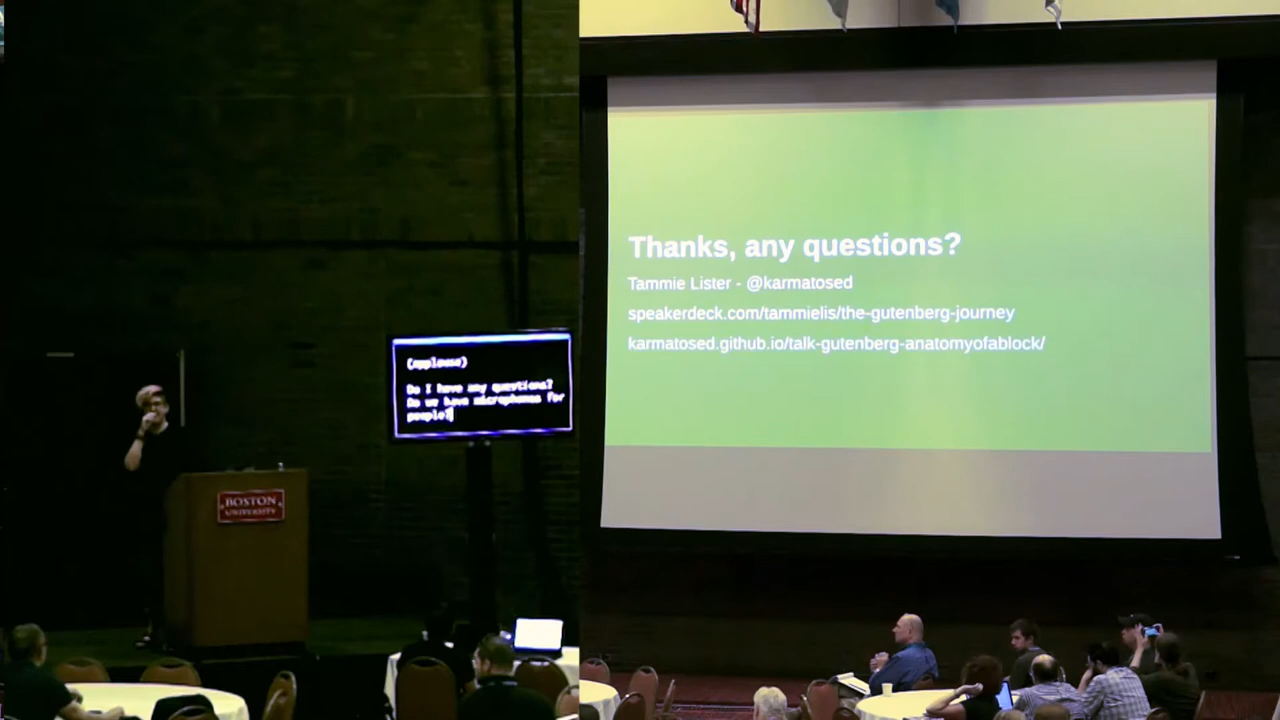 (applause)
Do I have any questions?
Do we have microphones for
people?
BOSTON
UNIVERSITY
Thanks, any questions?
Tammie Lister - @karmatosed
speakerdeck.com/tammielis/the-gutenberg-journey
karmatosed.github.io/talk-gutenberg-anatomyofablock/